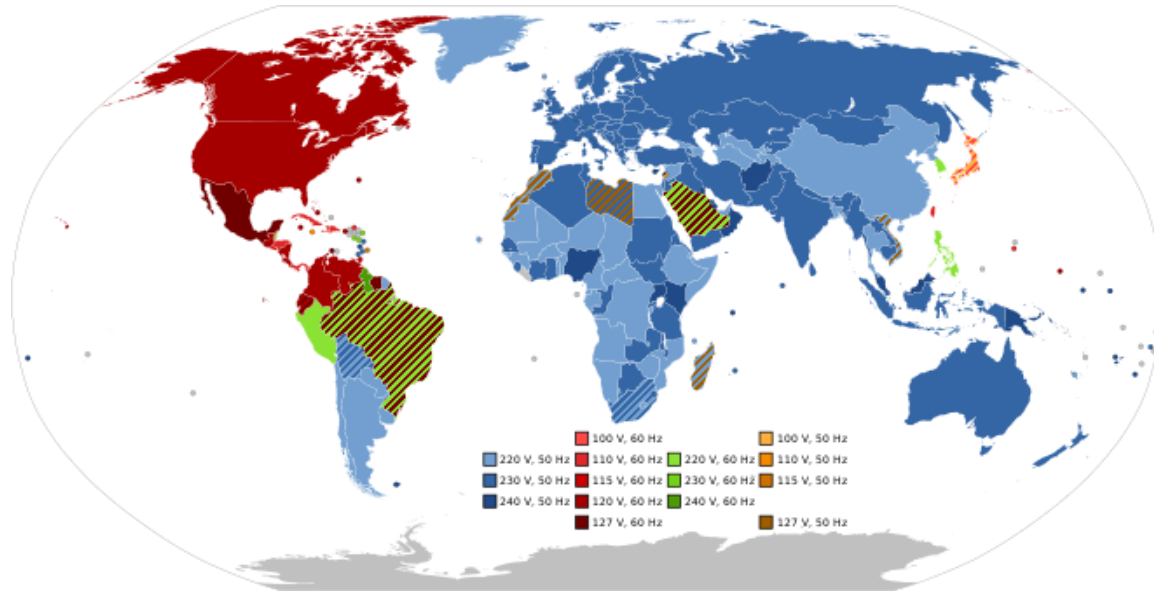 100 V, 60 Hz 100 V, 50 Hz
220 V, 50 Hz 110 V, 60 Hz 220 V, 60 Hz 110 V, 50 Hz
230 V, 50 Hz 115 V, 60 Hz 230 V, 60 Hz 115 V, 50 Hz
240 V, 50 Hz 120 V, 60 Hz 240 V, 60 Hz
127 V, 60 Hz 127 V, 50 Hz